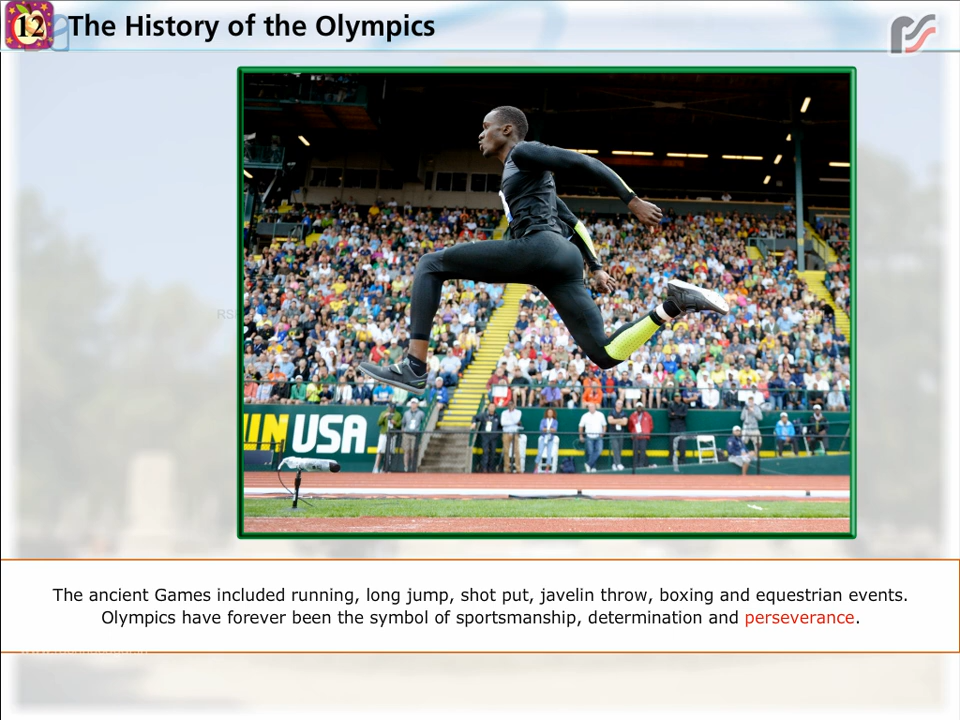 12 The History of the Olympics
IN USA
The ancient Games included running, long jump, shot put, javelin throw, boxing and equestrian events.
Olympics have forever been the symbol of sportsmanship, determination and perseverance.